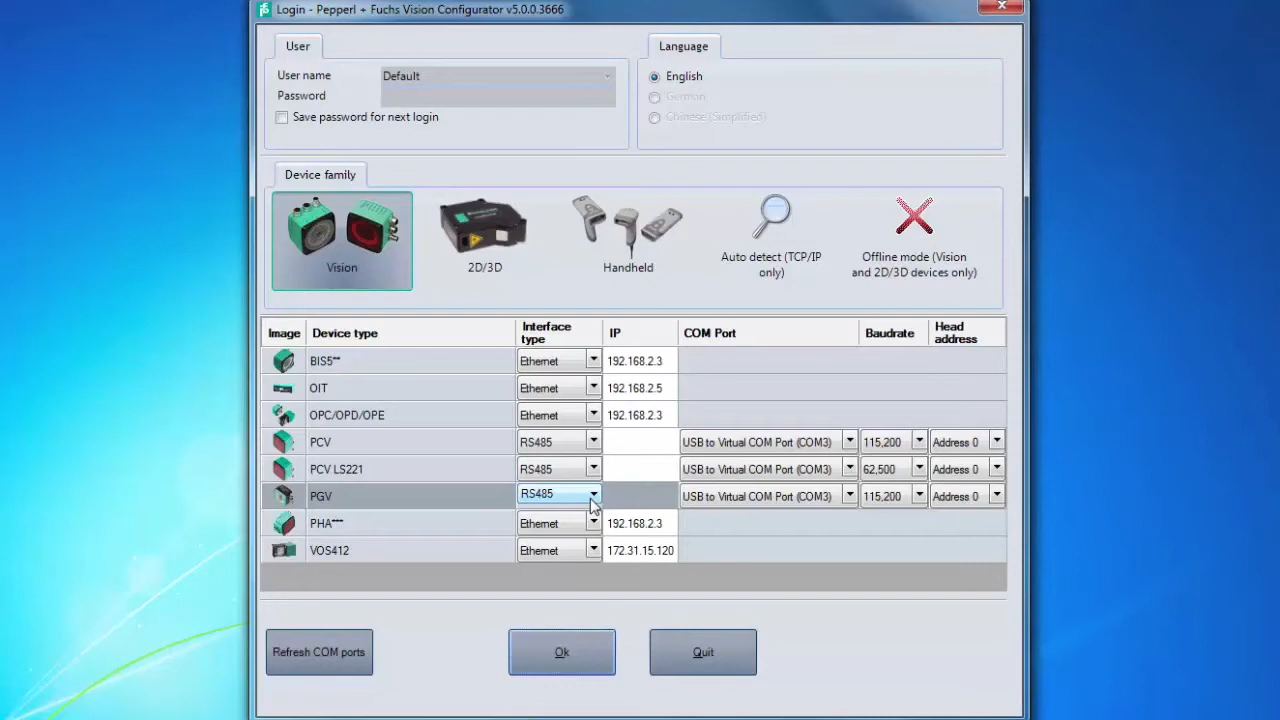 Login - Pepperl + Fuchs Vision Configurator v5.0.0.3666
User
Language
User name
Default
English
Password
German
Save password for next login
Chinese (Simplified)
Device family
Vision
2D/3D
Handheld
Auto detect (TCP/IP
only)
Offline mode (Vision
and 2D/3D devices only)
Image Device type Interface type IP COM Port Baudrate Head address
BIS5** Ethernet 192.168.2.3
OIT Ethernet 192.168.2.5
OPC/OPD/OPE Ethernet 192.168.2.3
PCV RS485 USB to Virtual COM Port (COM3) 115,200 Address 0
PCV LS221 RS485 USB to Virtual COM Port (COM3) 62,500 Address 0
PGV RS485 USB to Virtual COM Port (COM3) 115,200 Address 0
PHA*** Ethernet 192.168.2.3
VOS412 Ethernet 172.31.15.120
Refresh COM ports
Ok
Quit